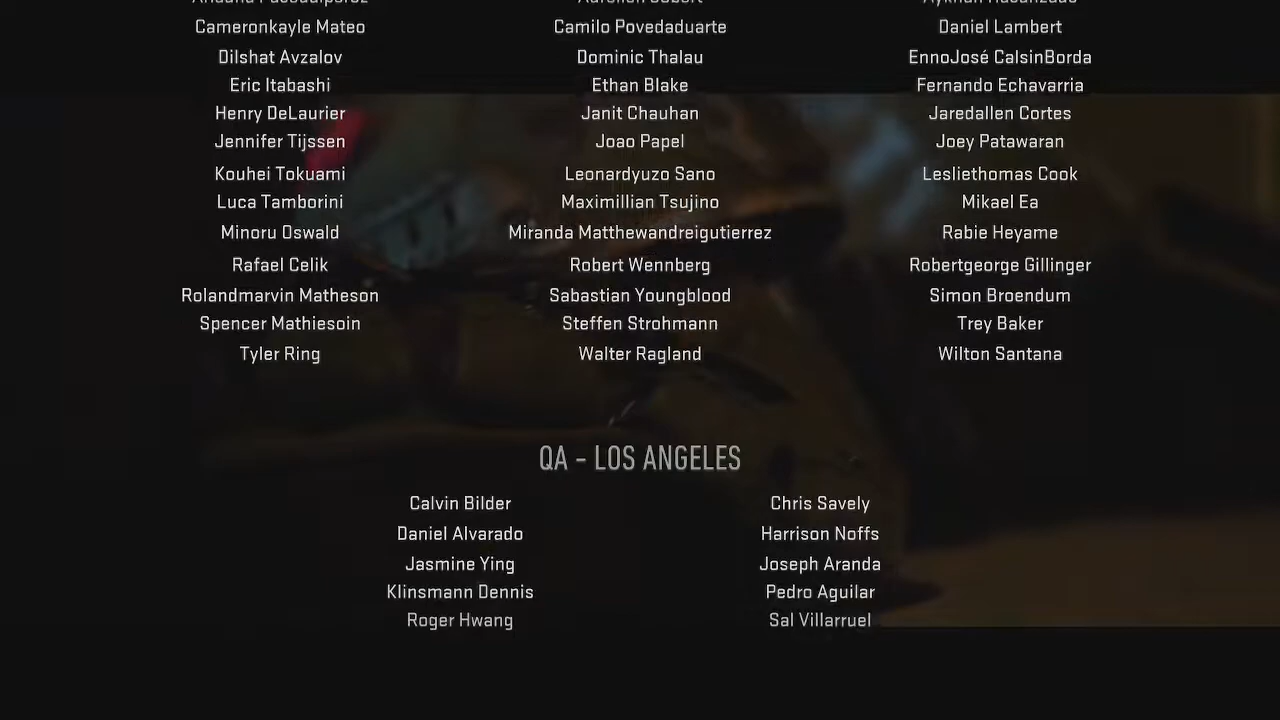 Cameronkayle Mateo Camilo Povedaduarte Daniel Lambert
Dilshat Avzalov Dominic Thalau EnnoJosé CalsinBorda
Eric Itabashi Ethan Blake Fernando Echavarria
Henry DeLaurier Janit Chauhan Jaredallen Cortes
Jennifer Tijssen Joao Papel Joey Patawaran
Kouhei Tokuami Leonardyuzo Sano Lesliethomas Cook
Luca Tamborini Maximillian Tsujino Mikael Ea
Minoru Oswald Miranda Matthewandreigutierrez Rabie Heyame
Rafael Celik Robert Wennberg Robertgeorge Gillinger
Rolandmarvin Matheson Sabastian Youngblood Simon Broendum
Spencer Mathiesoin Steffen Strohmann Trey Baker
Tyler Ring Walter Ragland Wilton Santana
QA - LOS ANGELES
Calvin Bilder Chris Savely
Daniel Alvarado Harrison Noffs
Jasmine Ying Joseph Aranda
Klinsmann Dennis Pedro Aguilar
Roger Hwang Sal Villarruel